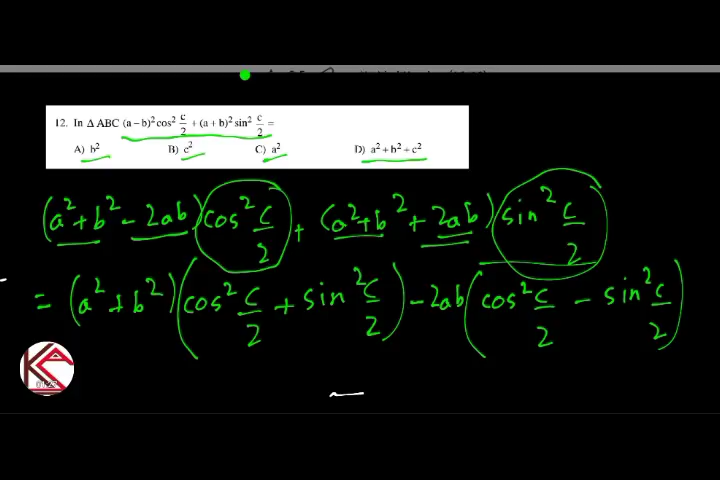 12. In Δ ABC (a – b)² cos² c/2 + (a + b)² sin² c/2 =
A) b² B) c² C) a² D) a² + b² + c²
(a² + b² - 2ab) cos² c/2 + (a² + b² + 2ab) sin² c/2
= (a² + b²)(cos² c/2 + sin² c/2) - 2ab (cos² c/2 - sin² c/2)